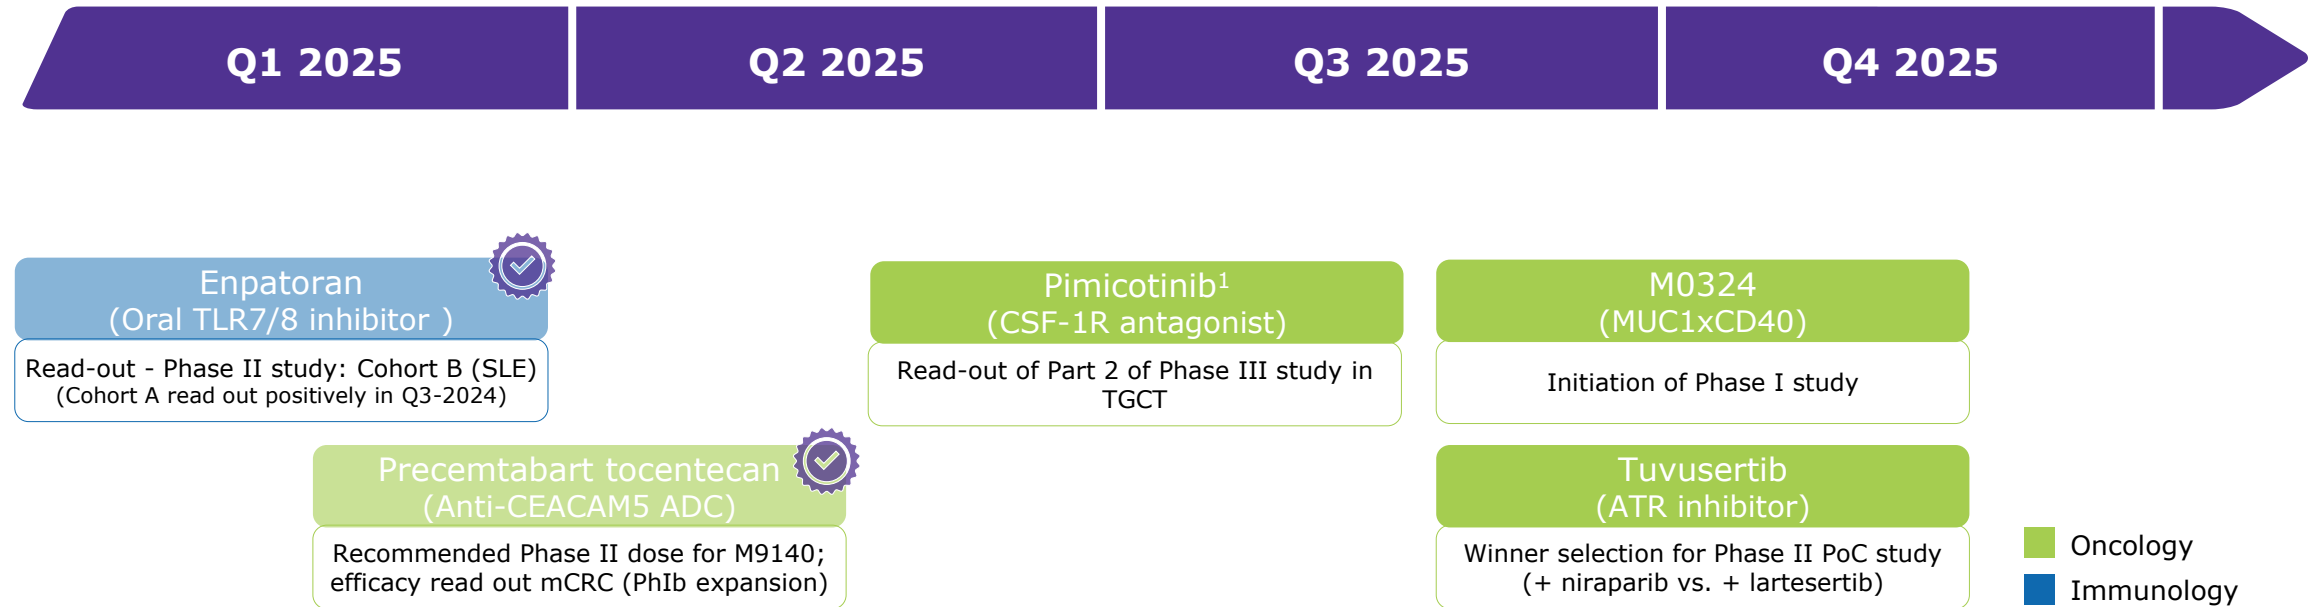 Q1 2025
Q2 2025
Q3 2025
Q4 2025
Enpatoran
(Oral TLR7/8 inhibitor )
Read-out - Phase II study: Cohort B (SLE)
(Cohort A read out positively in Q3-2024)
Precemtabart tocentecan
(Anti-CEACAM5 ADC)
Recommended Phase II dose for M9140;
efficacy read out mCRC (PhIb expansion)
Pimicotinib¹
(CSF-1R antagonist)
Read-out of Part 2 of Phase III study in
TGCT
M0324
(MUC1xCD40)
Initiation of Phase I study
Tuvusertib
(ATR inhibitor)
Winner selection for Phase II PoC study
(+ niraparib vs. + lartesertib)
Oncology
Immunology